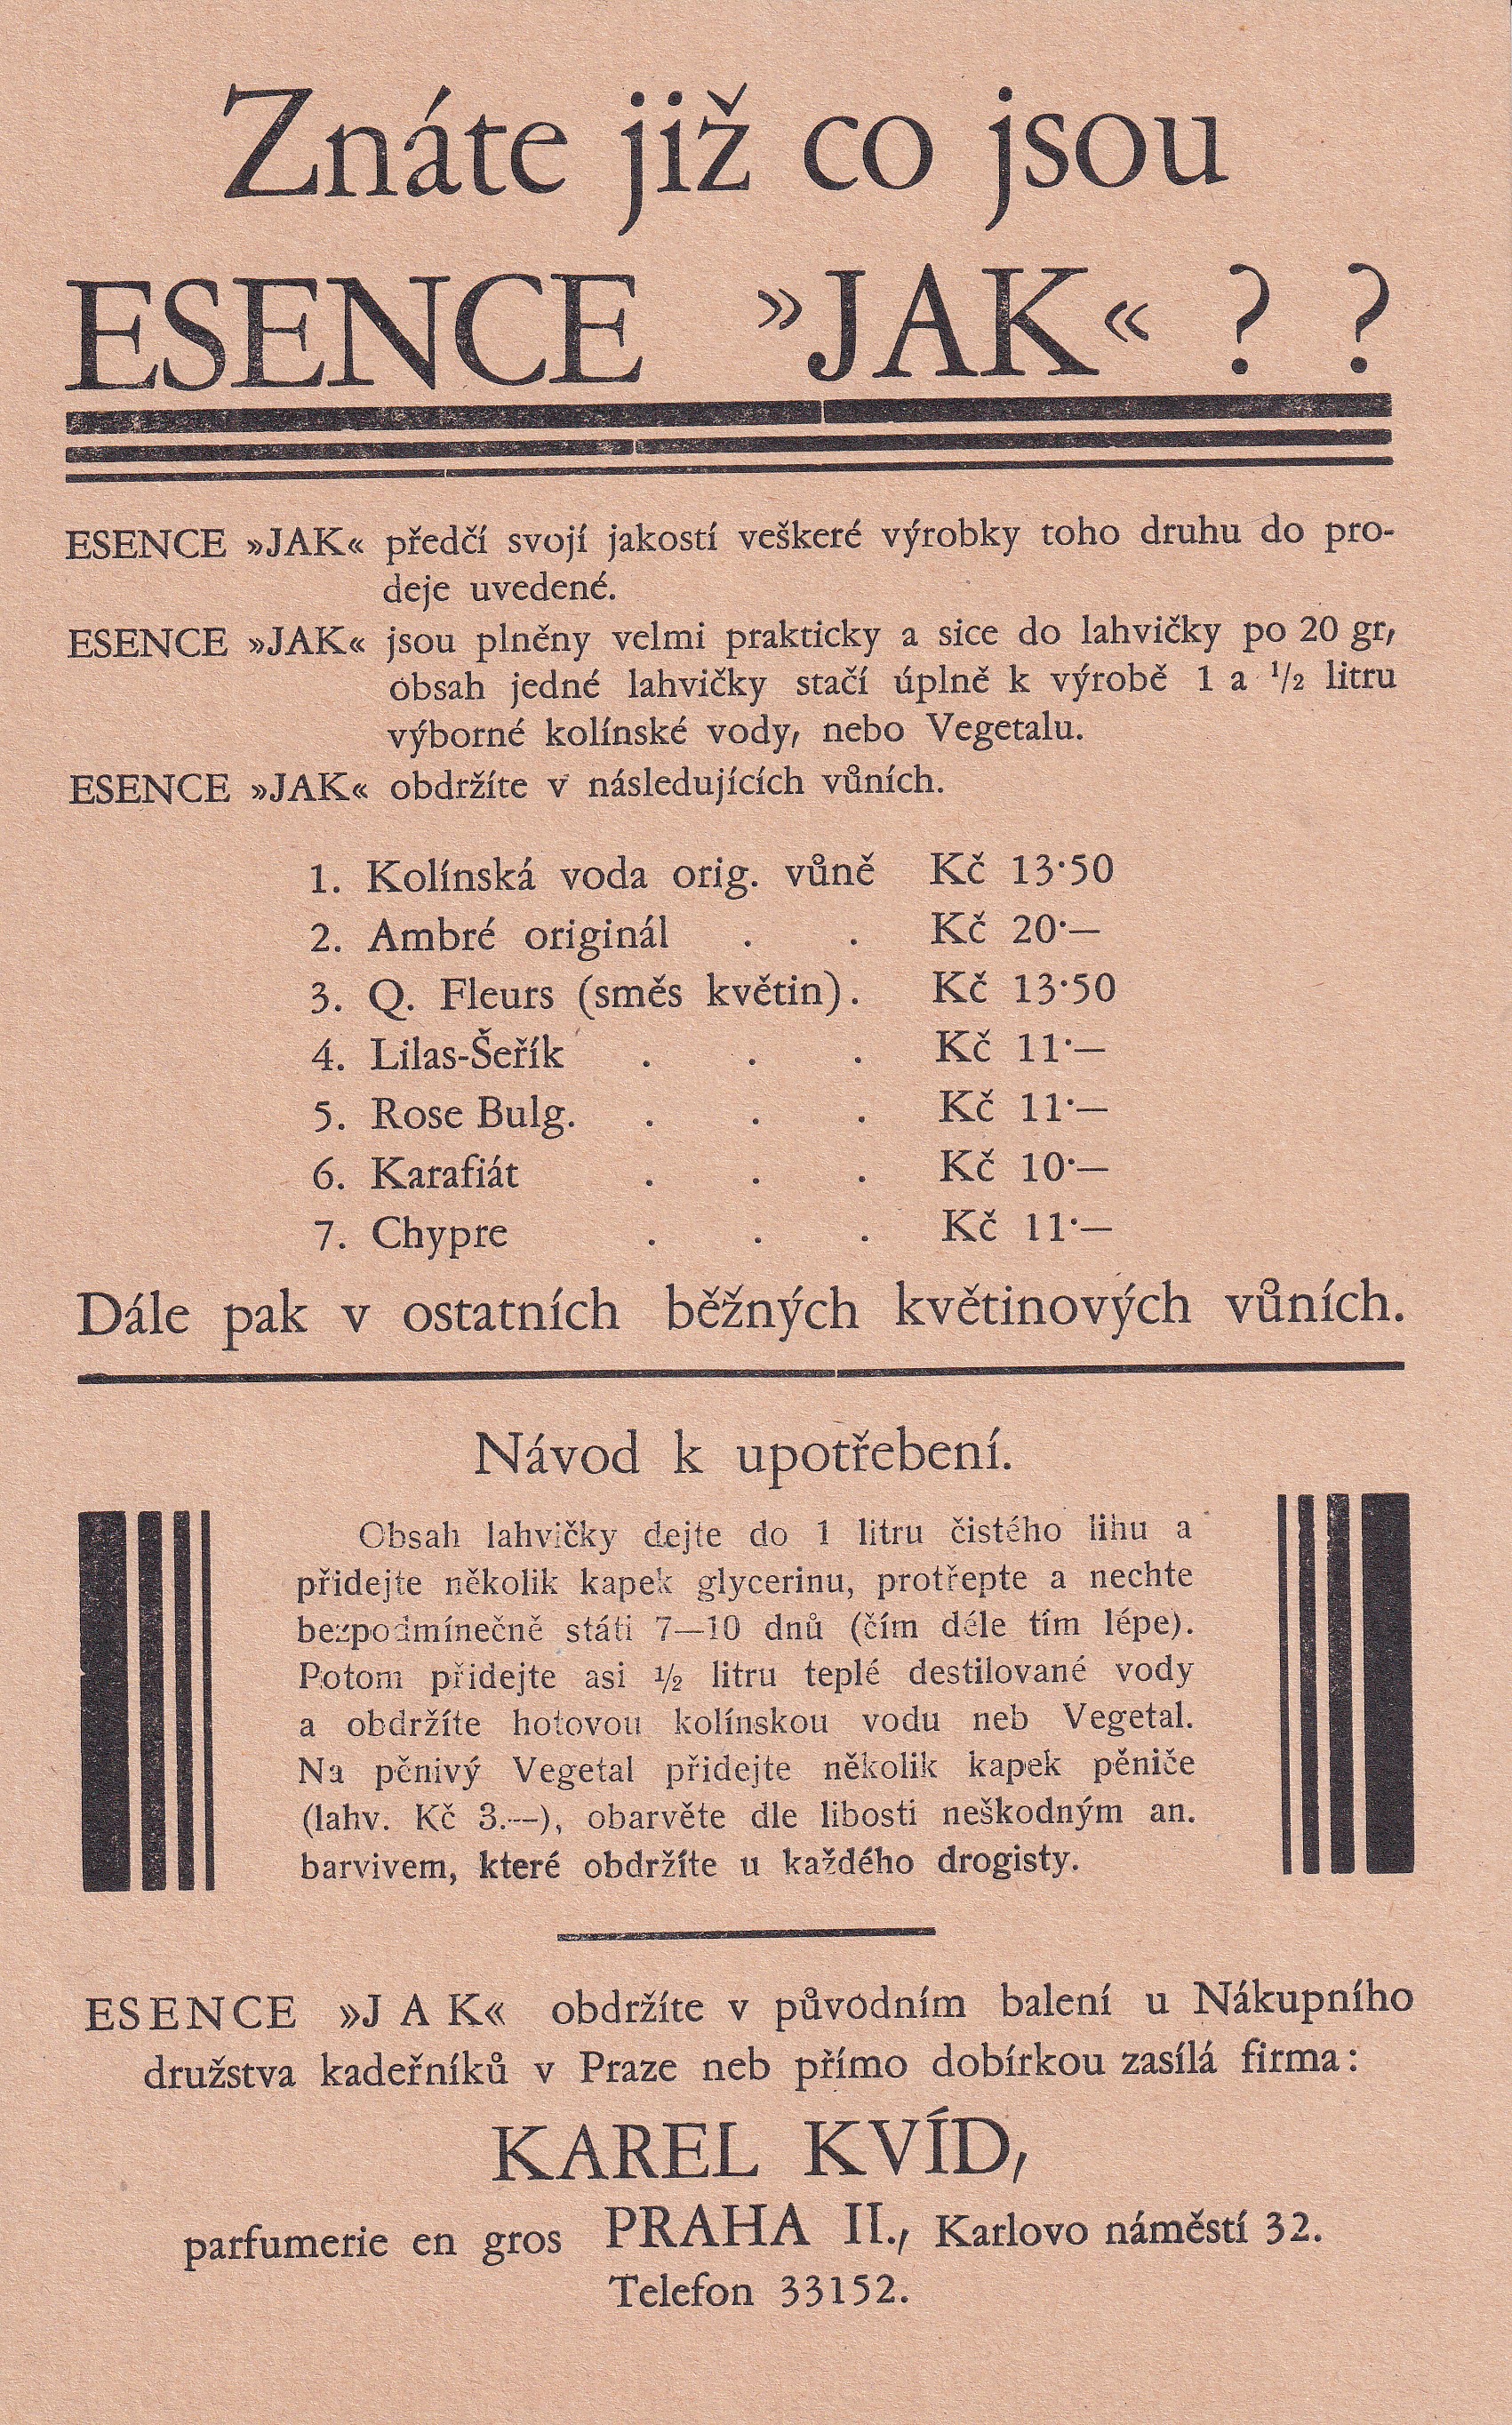 Znáte již co jsou
ESENCE »JAK« ? ?
ESENCE »JAK« předčí svojí jakostí veškeré výrobky toho druhu do pro-
deje uvedené.
ESENCE »JAK« jsou plněny velmi prakticky a sice do lahvičky po 20 gr,
obsah jedné lahvičky stačí úplně k výrobě 1 a ½ litru
výborné kolínské vody, nebo Vegetalu.
ESENCE »JAK« obdržíte v následujících vůních.
1. Kolínská voda orig. vůně Kč 13·50
2. Ambré originál . . Kč 20·—
3. Q. Fleurs (směs květin). Kč 13·50
4. Lilas-Šeřík . . . Kč 11·—
5. Rose Bulg. . . . Kč 11·—
6. Karafiát . . . Kč 10·—
7. Chypre . . . Kč 11·—
Dále pak v ostatních běžných květinových vůních.
Návod k upotřebení.
Obsah lahvičky dejte do 1 litru čistého lihu a
přidejte několik kapek glycerinu, protřepte a nechte
bezpodmínečně státi 7—10 dnů (čím déle tím lépe).
Potom přidejte asi ½ litru teplé destilované vody
a obdržíte hotovou kolínskou vodu neb Vegetal.
Na pěnivý Vegetal přidejte několik kapek pěniče
(lahv. Kč 3.—), obarvěte dle libosti neškodným an.
barvivem, které obdržíte u každého drogisty.
ESENCE »JAK« obdržíte v původním balení u Nákupního
družstva kadeřníků v Praze neb přímo dobírkou zasílá firma:
KAREL KVÍD,
parfumerie en gros PRAHA II., Karlovo náměstí 32.
Telefon 33152.